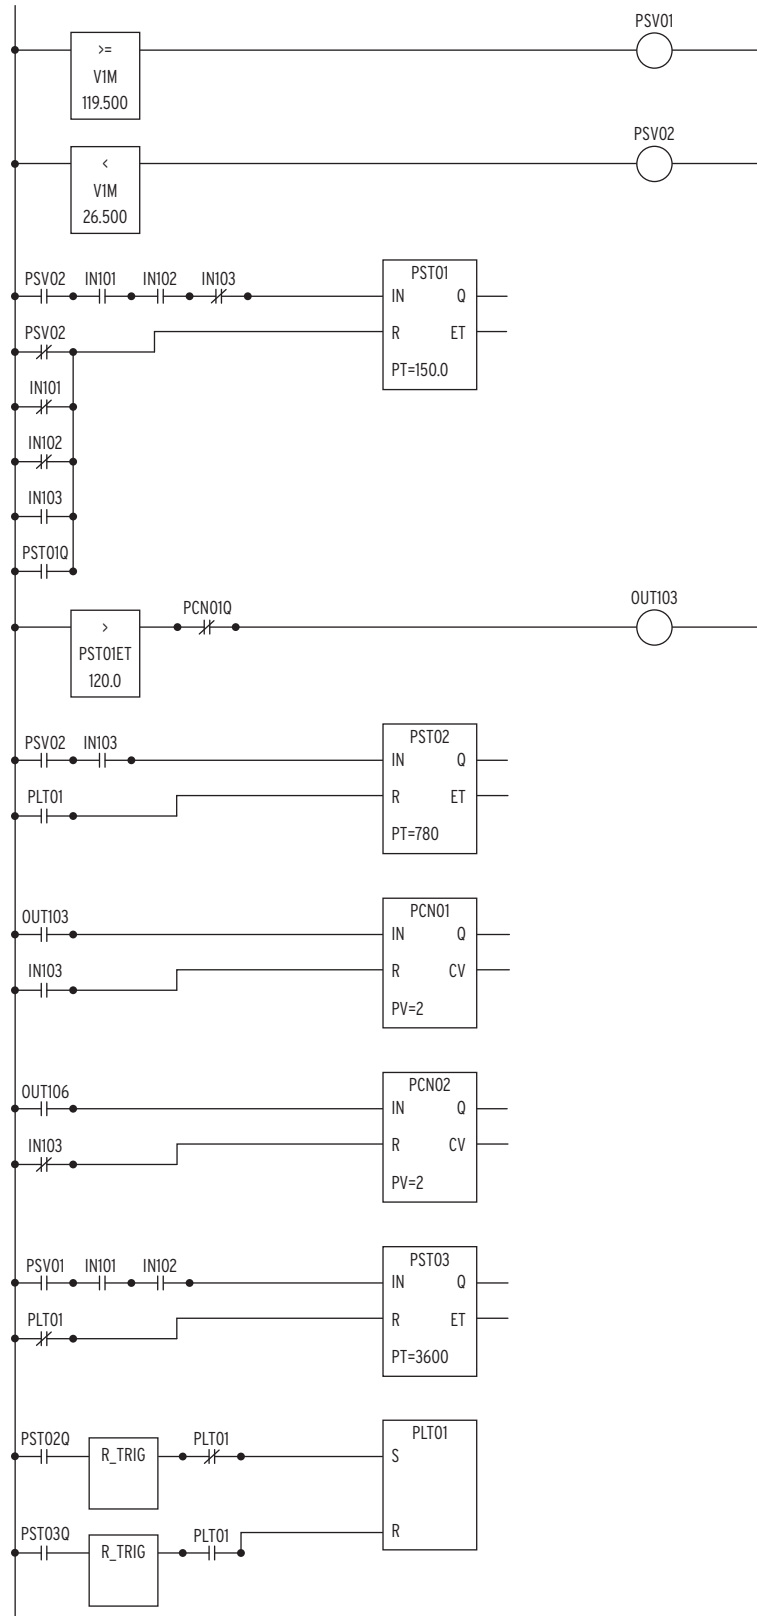 PSV01
>=
V1M
119.500
PSV02
<
V1M
26.500
PSV02 IN101 IN102 IN103
PST01
IN Q
PSV02
R ET
PT=150.0
IN101
IN102
IN103
PST01Q
PCN01Q
OUT103
>
PST01ET
120.0
PST02
PSV02 IN103
IN Q
PLT01
R ET
PT=780
PCN01
OUT103
IN Q
IN103
R CV
PV=2
PCN02
OUT106
IN Q
IN103
R CV
PV=2
PST03
PSV01 IN101 IN102
IN Q
PLT01
R ET
PT=3600
PLT01
PST02Q
R_TRIG
PLT01
S
PST03Q
R_TRIG
PLT01
R